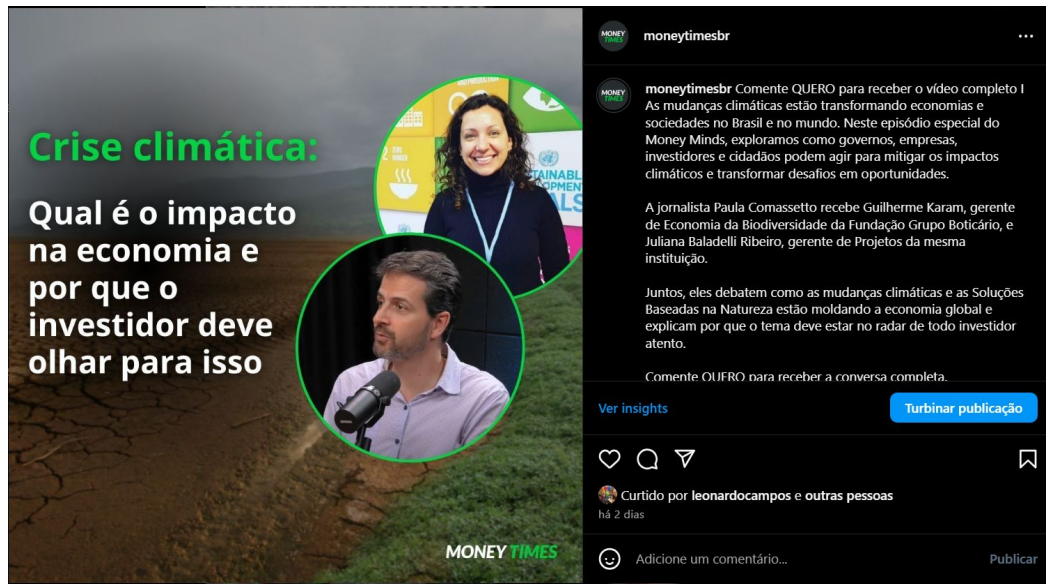 Crise climática:
Qual é o impacto
na economia e
por que o
investidor deve
olhar para isso
MONEY TIMES
MONEY
TIMES
moneytimesbr
MONEY
TIMES
moneytimesbr Comente QUERO para receber o vídeo completo I
As mudanças climáticas estão transformando economias e
sociedades no Brasil e no mundo. Neste episódio especial do
Money Minds, exploramos como governos, empresas,
investidores e cidadãos podem agir para mitigar os impactos
climáticos e transformar desafios em oportunidades.
A jornalista Paula Comassetto recebe Guilherme Karam, gerente
de Economia da Biodiversidade da Fundação Grupo Boticário, e
Juliana Baladelli Ribeiro, gerente de Projetos da mesma
instituição.
Juntos, eles debatem como as mudanças climáticas e as Soluções
Baseadas na Natureza estão moldando a economia global e
explicam por que o tema deve estar no radar de todo investidor
atento.
Comente QUERO para receber a conversa completa.
Ver insights
Turbinar publicação
Curtido por leonardocampos e outras pessoas
há 2 dias
Adicione um comentário...
Publicar